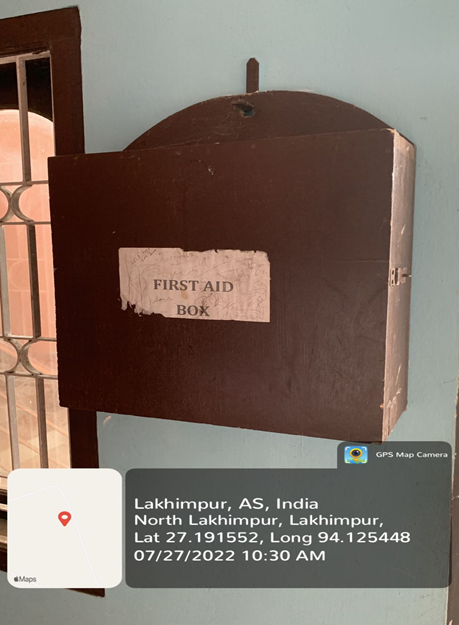 FIRST AID
BOX
GPS Map Camera
Lakhimpur, AS, India
North Lakhimpur, Lakhimpur,
Lat 27.191552, Long 94.125448
07/27/2022 10:30 AM
Maps